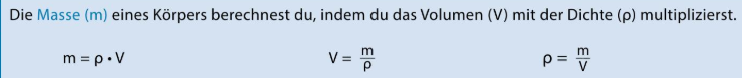 Die Masse (m) eines Körpers berechnest du, indem du das Volumen (V) mit der Dichte (ρ) multiplizierst.
m = ρ • V V = m/ρ ρ = m/V